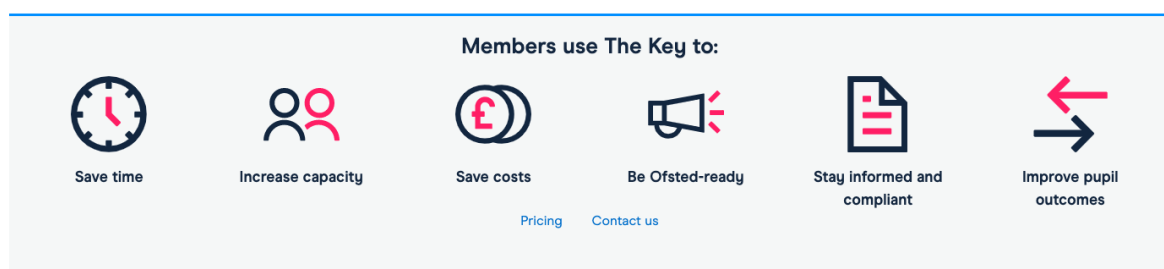 Members use The Key to:
£
Save time
Increase capacity
Save costs
Be Ofsted-ready
Stay informed and
compliant
Improve pupil
outcomes
Pricing
Contact us